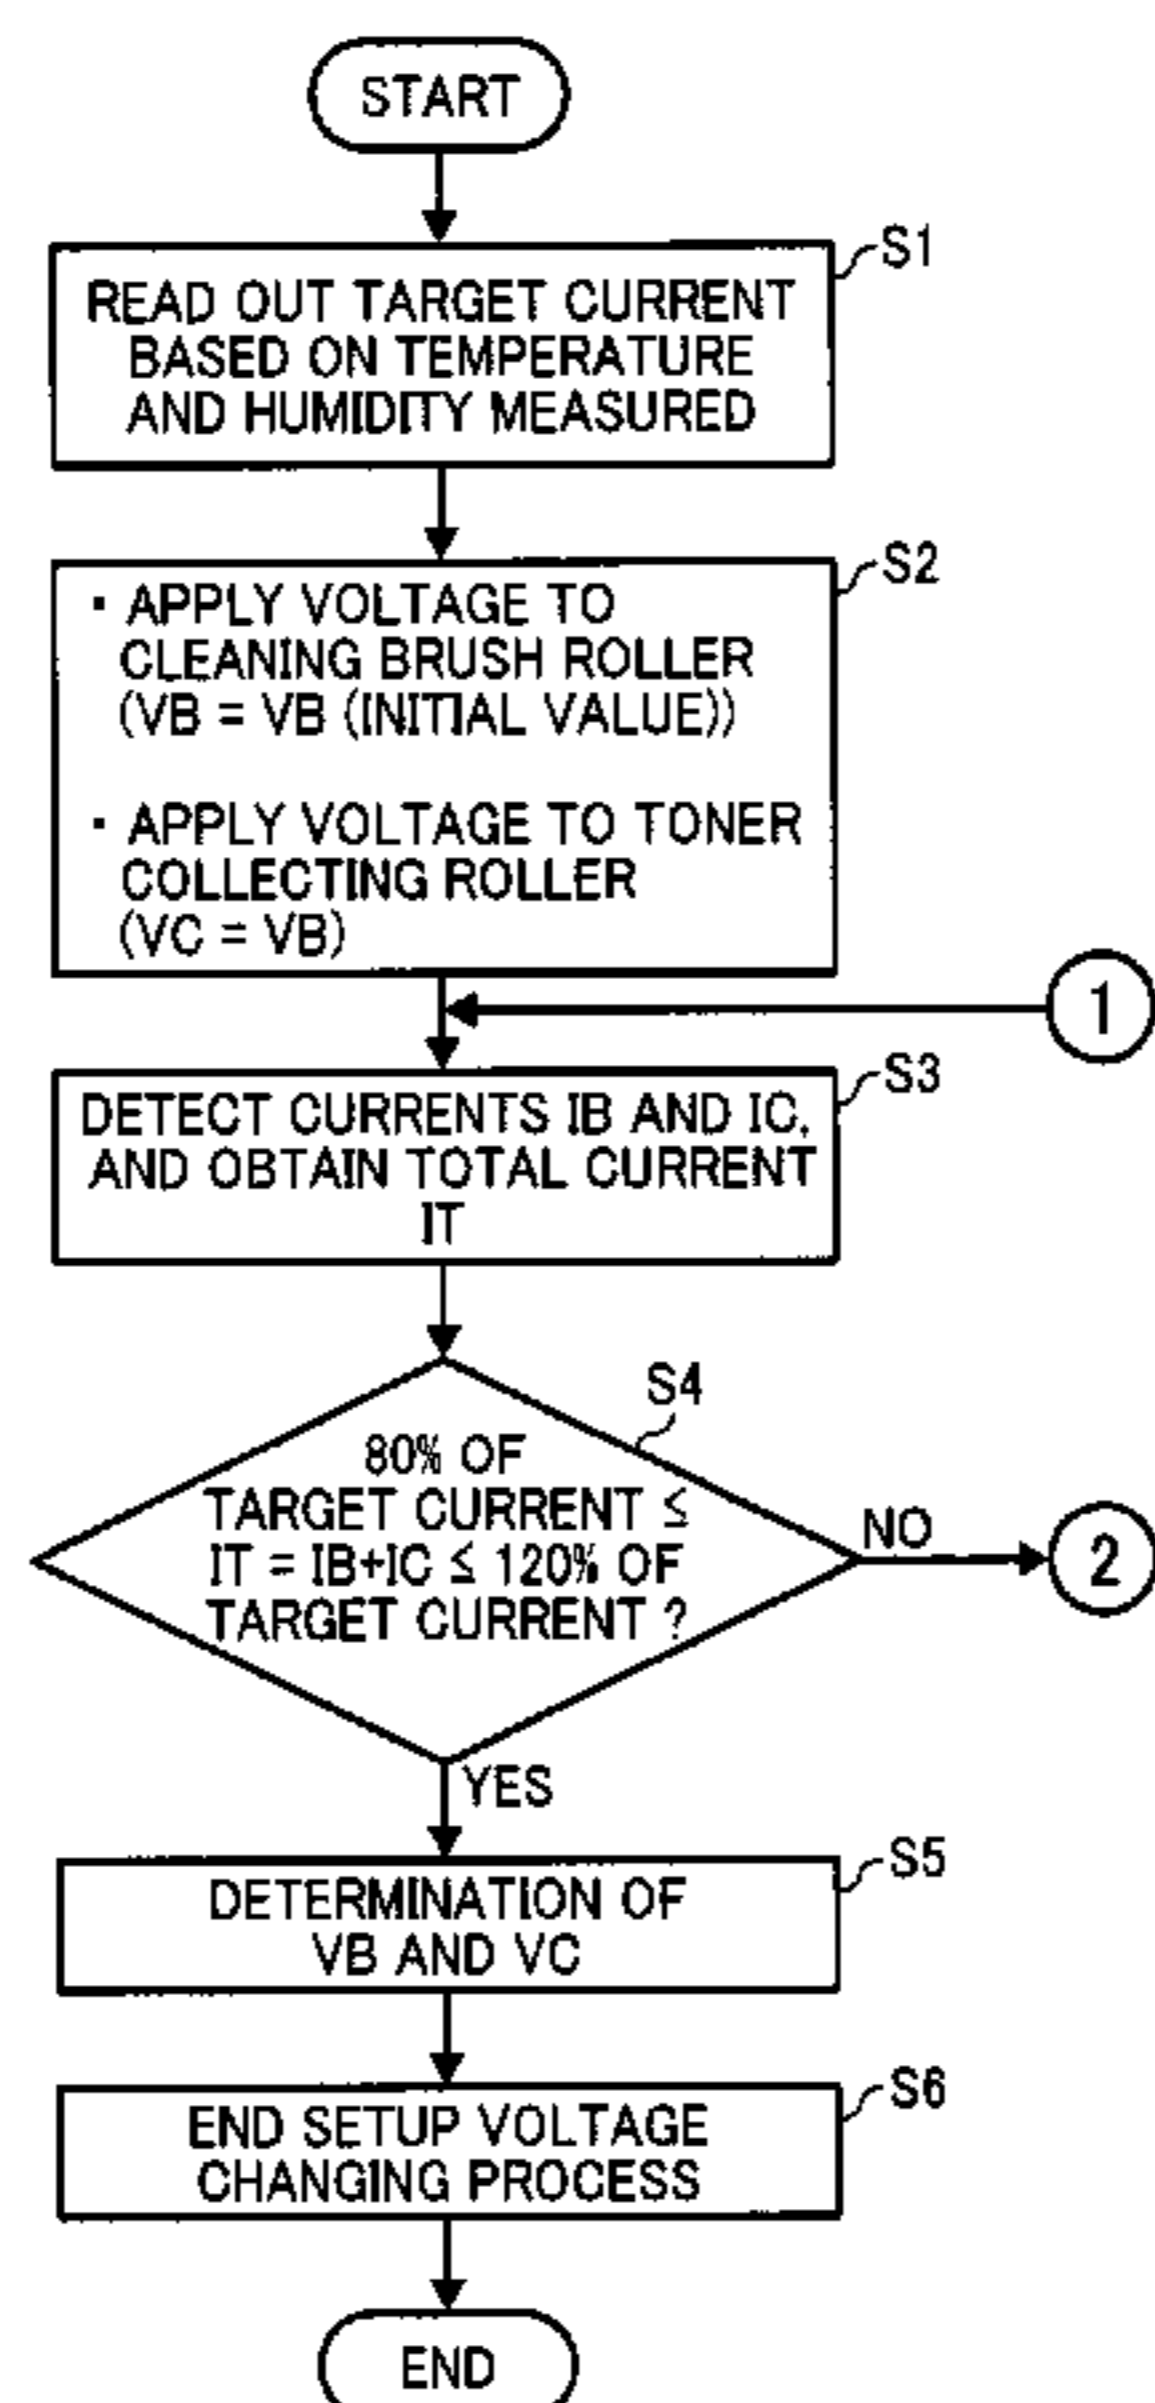 START
S1
READ OUT TARGET CURRENT
BASED ON TEMPERATURE
AND HUMIDITY MEASURED
S2
・APPLY VOLTAGE TO
CLEANING BRUSH ROLLER
(VB = VB (INITIAL VALUE))
・APPLY VOLTAGE TO TONER
COLLECTING ROLLER
(VC = VB)
1
S3
DETECT CURRENTS IB AND IC,
AND OBTAIN TOTAL CURRENT
IT
S4
80% OF
TARGET CURRENT ≤
IT = IB+IC ≤ 120% OF
TARGET CURRENT ?
NO
2
YES
S5
DETERMINATION OF
VB AND VC
S6
END SETUP VOLTAGE
CHANGING PROCESS
END